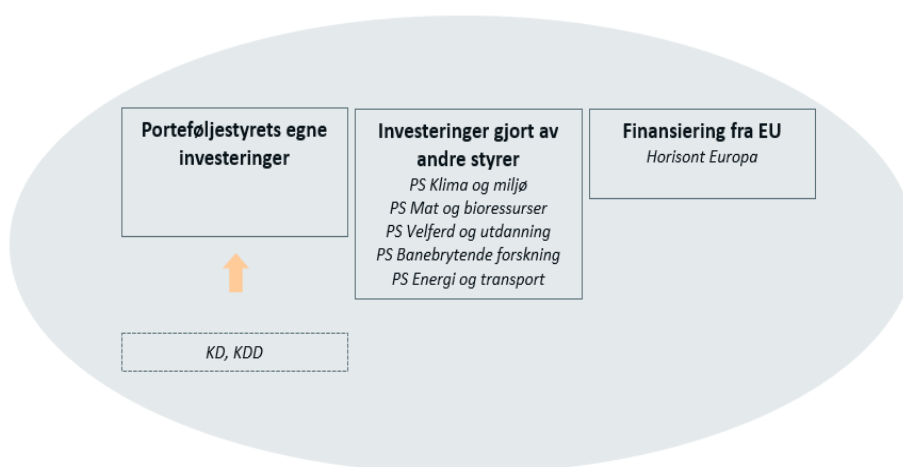 Porteføljestyrets egne
investeringer
Investeringer gjort av
andre styrer
PS Klima og miljø
PS Mat og bioressurser
PS Velferd og utdanning
PS Banebrytende forskning
PS Energi og transport
Finansiering fra EU
Horisont Europa
KD, KDD